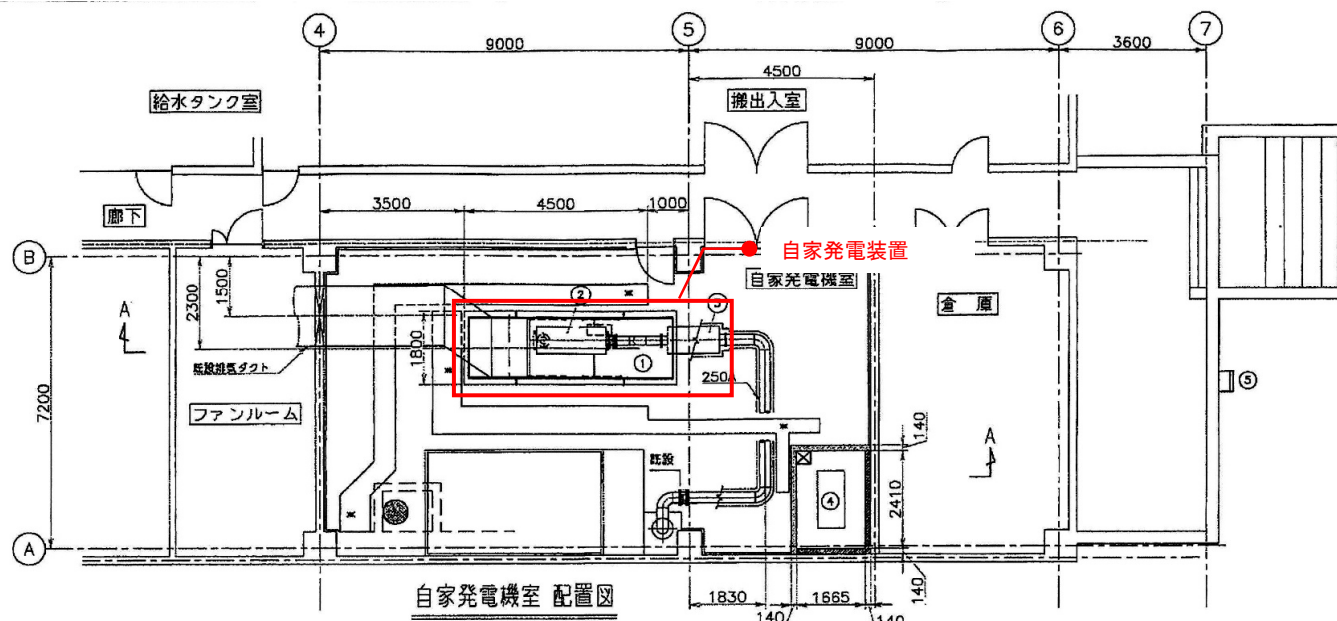 4
5
6
7
9000
9000
3600
4500
給水タンク室
搬出入室
廊下
3500
4500
1000
B
自家発電装置
自家発電機室
倉庫
2300
1500
A
②
③
1800
①
既設排気ダクト
250A
⑤
7200
ファンルーム
140
A
既設
④
2410
A
140
自家発電機室 配置図
1830
1665
140
140